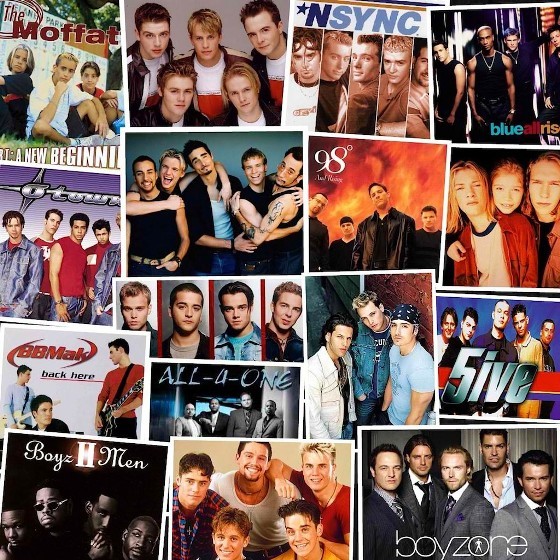 The Moffat
A NEW BEGINNIN
*NSYNC
blue all rise
98°
And Rising
O-town
BBMak
back here
ALL-4-ONE
5ive
Boyz II Men
boyzone